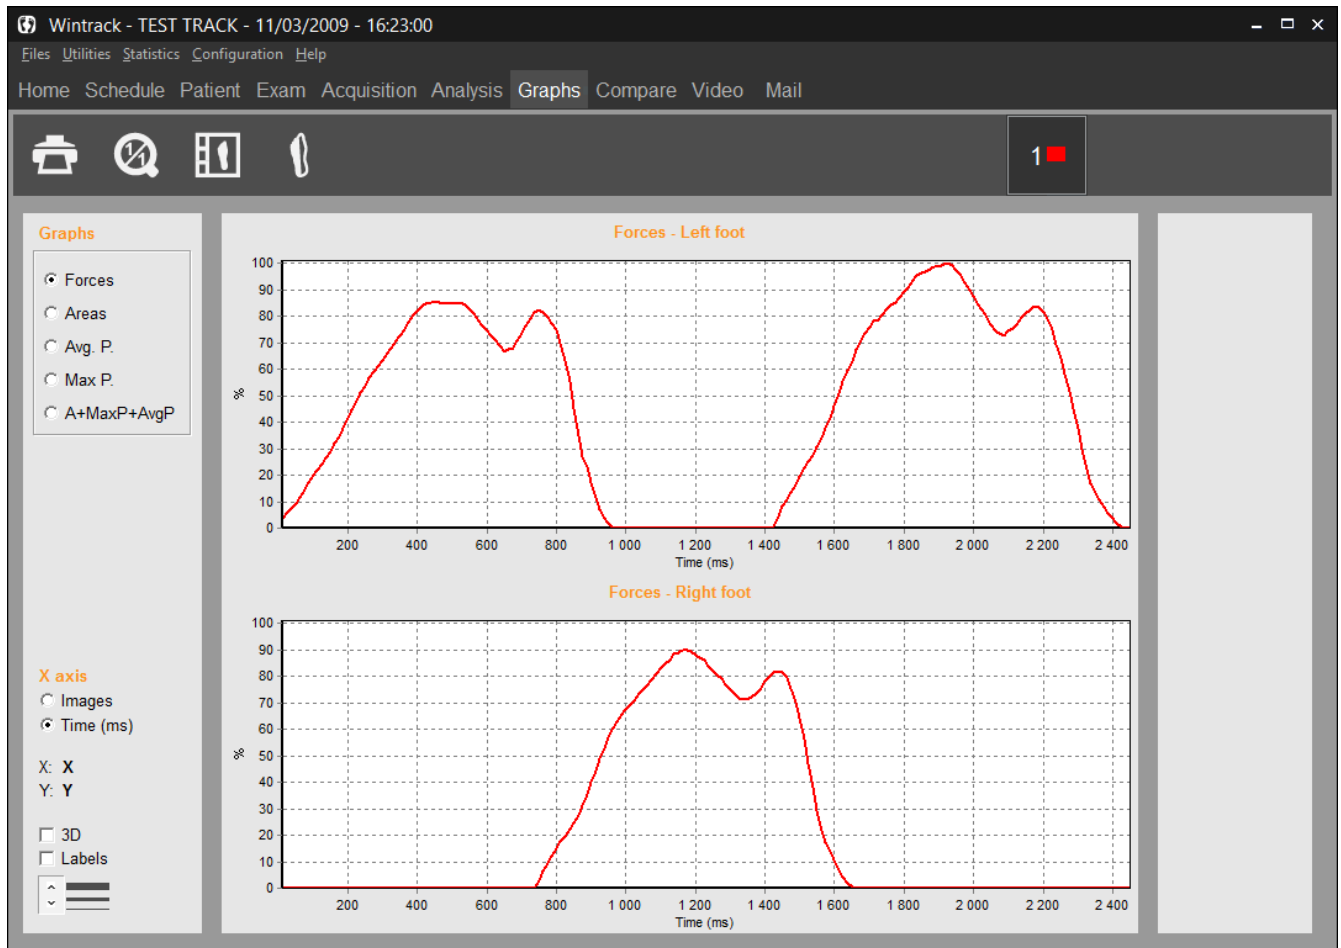 Wintrack - TEST TRACK - 11/03/2009 - 16:23:00
Files Utilities Statistics Configuration Help
Home Schedule Patient Exam Acquisition Analysis Graphs Compare Video Mail
1/1
1
Graphs
Forces
Areas
Avg. P.
Max P.
A+MaxP+AvgP
X axis
Images
Time (ms)
X: X
Y: Y
3D
Labels
Forces - Left foot
100
90
80
70
60
%
50
40
30
20
10
0
200 400 600 800 1 000 1 200 1 400 1 600 1 800 2 000 2 200 2 400
Time (ms)
Forces - Right foot
100
90
80
70
60
%
50
40
30
20
10
0
200 400 600 800 1 000 1 200 1 400 1 600 1 800 2 000 2 200 2 400
Time (ms)